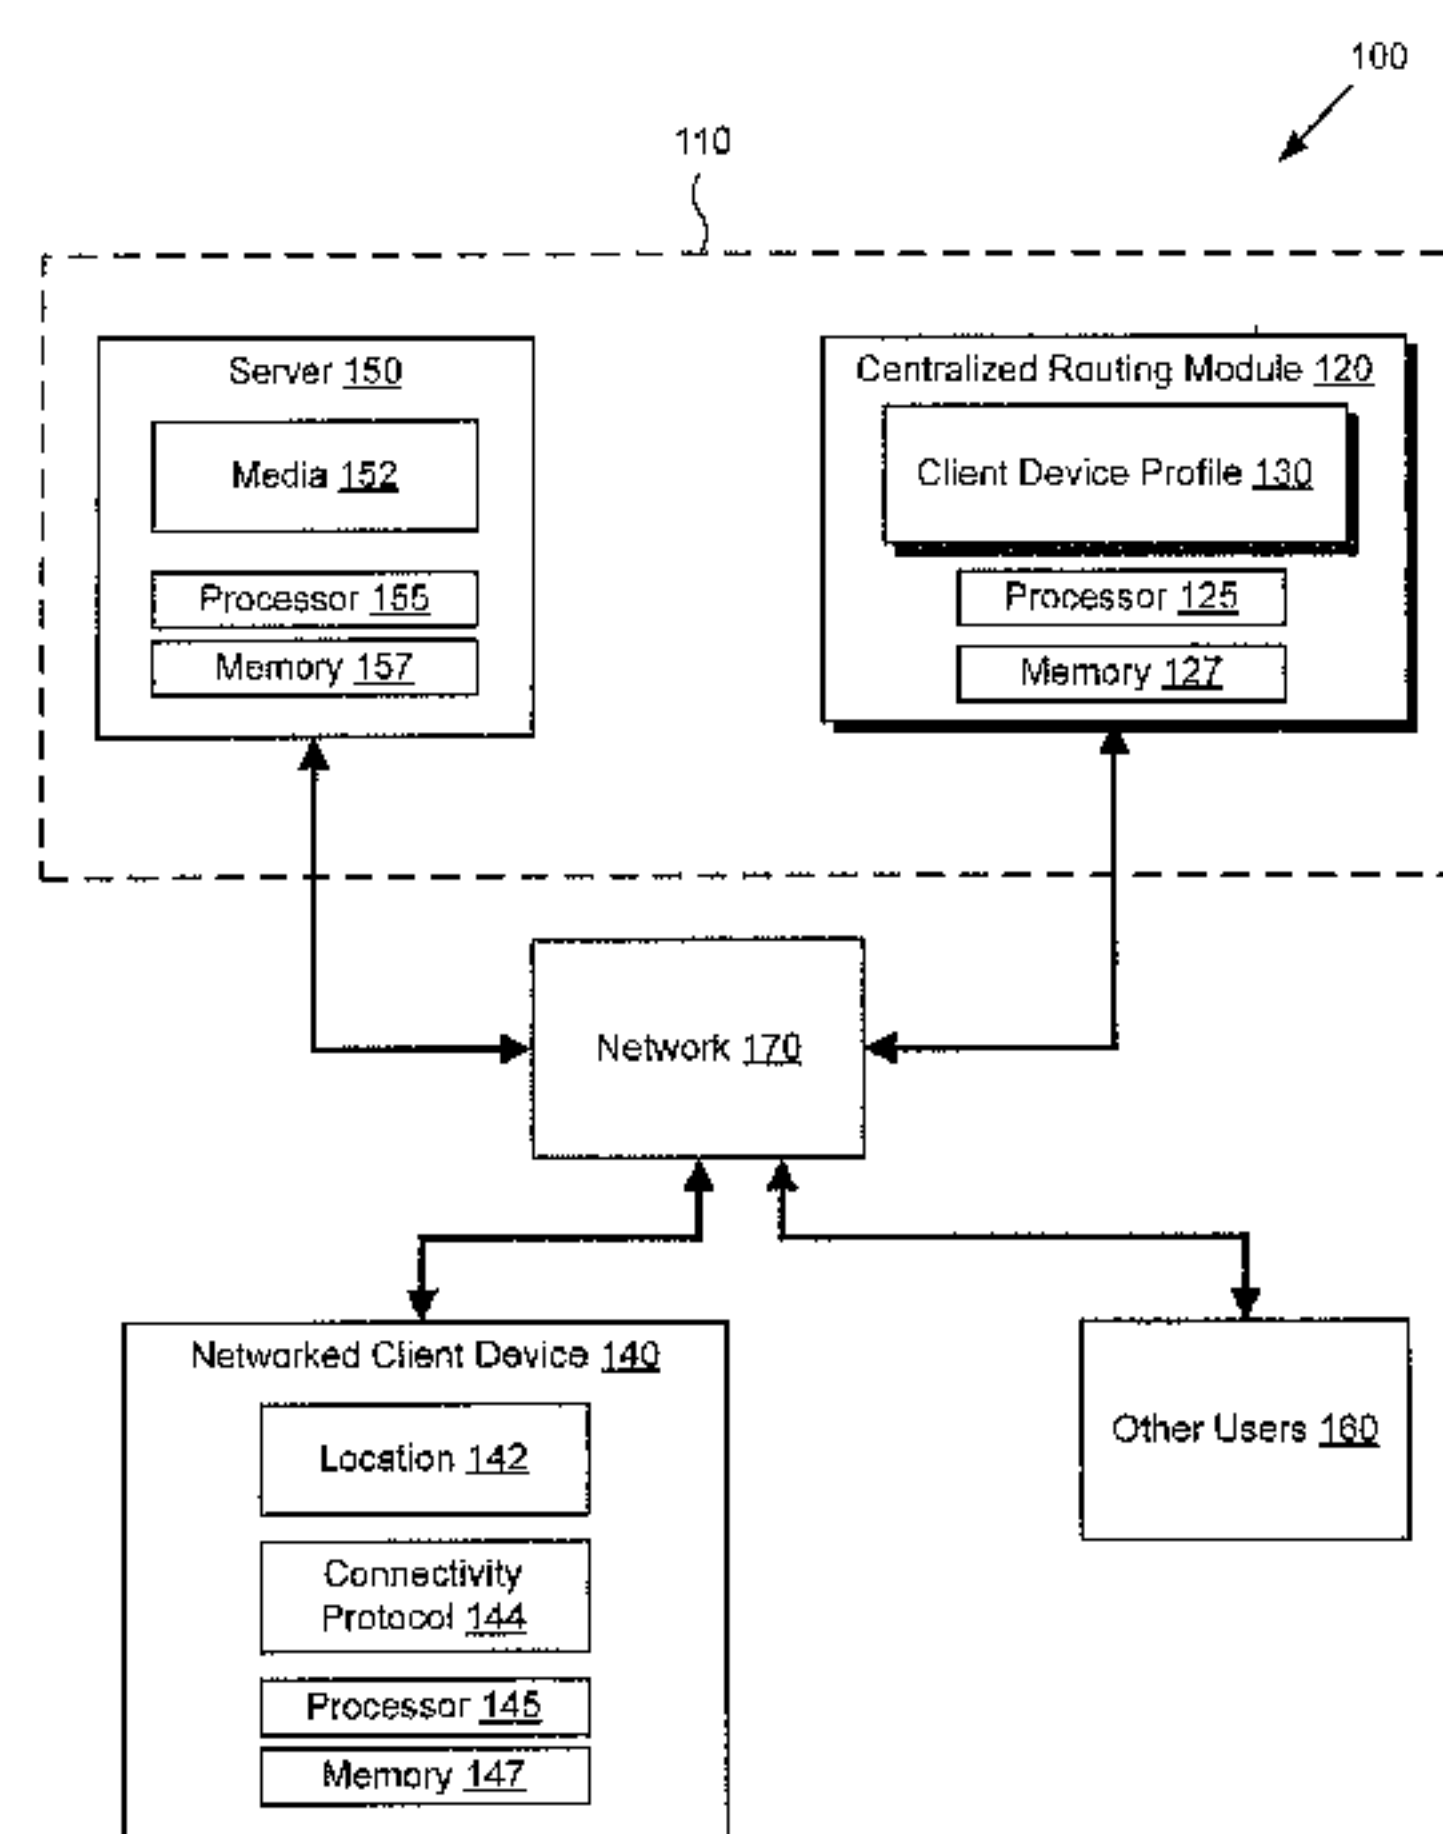 100
110
Server 150
Media 152
Processor 155
Memory 157
Centralized Routing Module 120
Client Device Profile 130
Processor 125
Memory 127
Network 170
Networked Client Device 140
Location 142
Connectivity
Protocol 144
Processor 145
Memory 147
Other Users 160